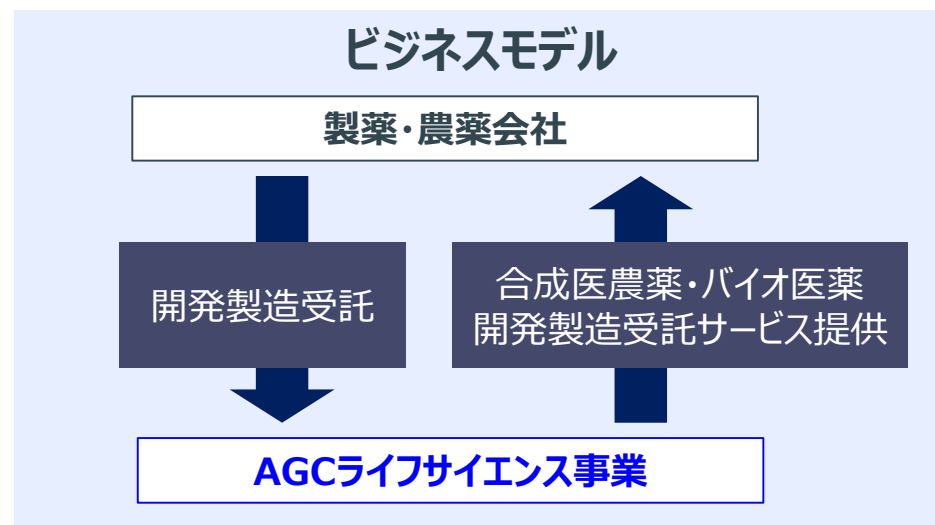 ビジネスモデル
製薬・農薬会社
開発製造受託
合成医農薬・バイオ医薬
開発製造受託サービス提供
AGCライフサイエンス事業